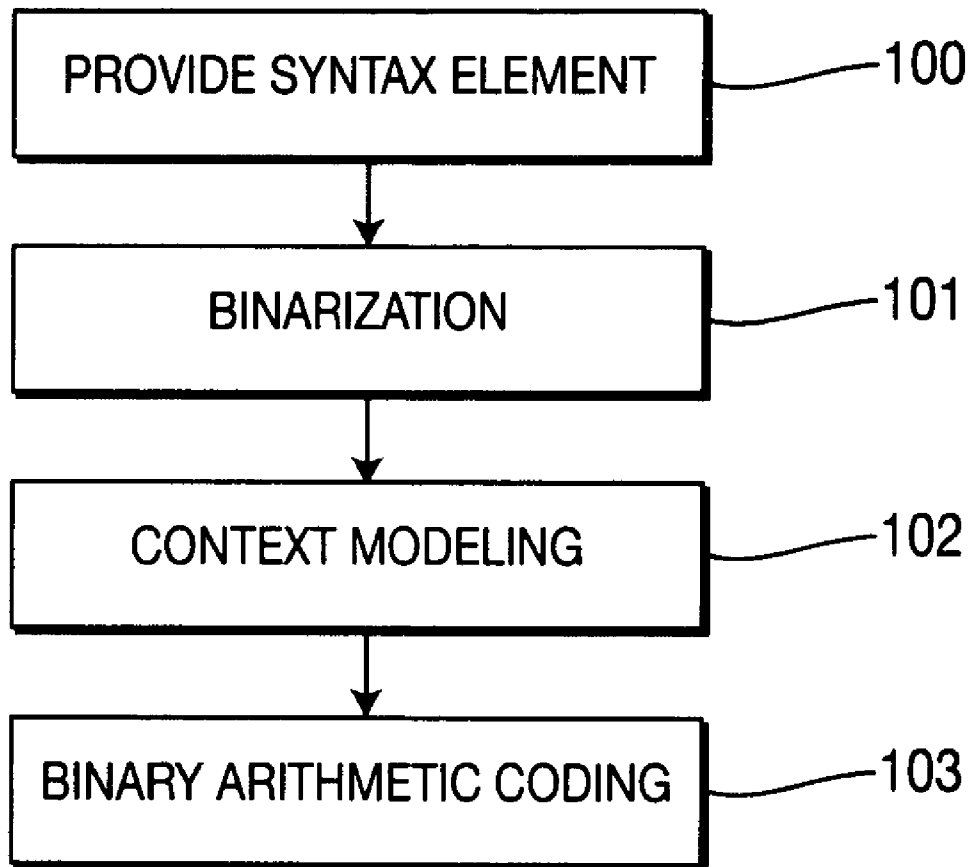 PROVIDE SYNTAX ELEMENT
100
BINARIZATION
101
CONTEXT MODELING
102
BINARY ARITHMETIC CODING
103